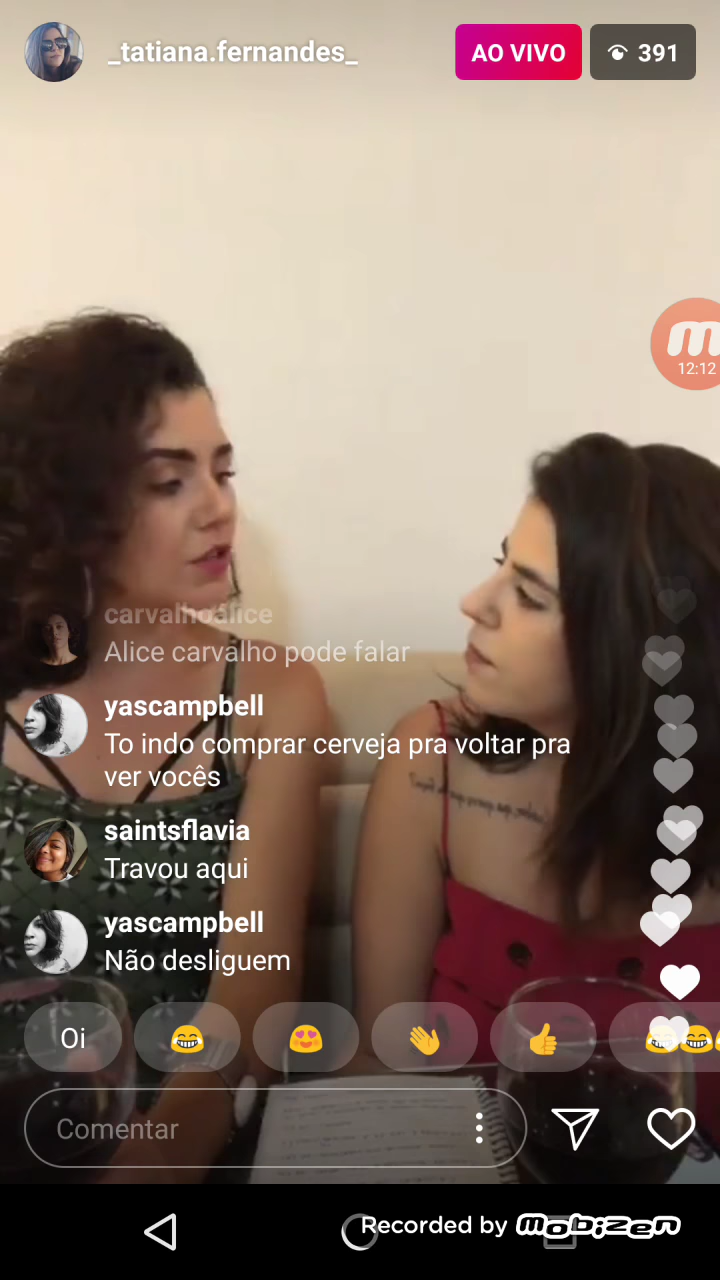 _tatiana.fernandes_
AO VIVO
391
12:12
carvalhoalice
Alice carvalho pode falar
yascampbell
To indo comprar cerveja pra voltar pra
ver vocês
saintsflavia
Travou aqui
yascampbell
Não desliguem
Oi
Comentar
Recorded by mobizen